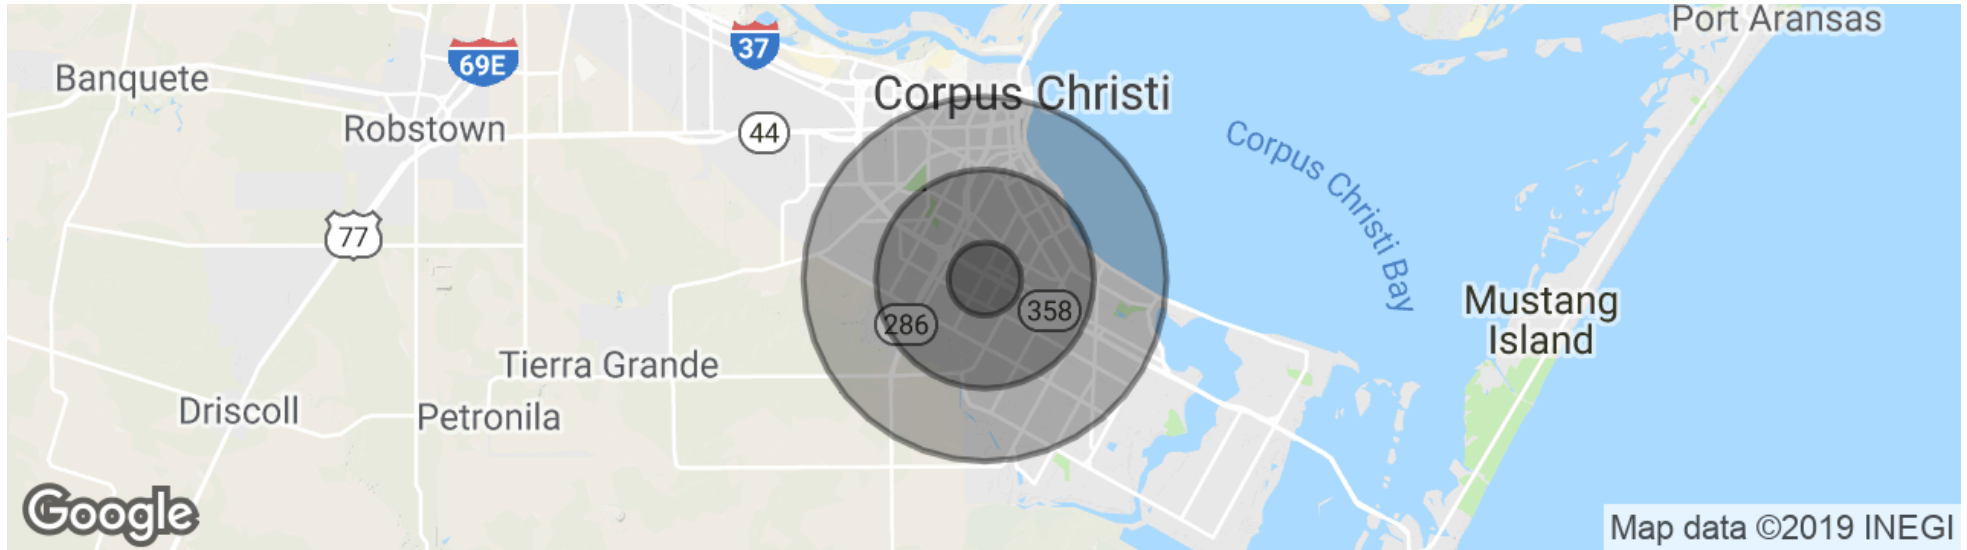 Port Aransas
37
69E
Banquete
Corpus Christi
Robstown
44
Corpus Christi Bay
77
Mustang
Island
286
358
Tierra Grande
Driscoll
Petronila
Google
Map data ©2019 INEGI